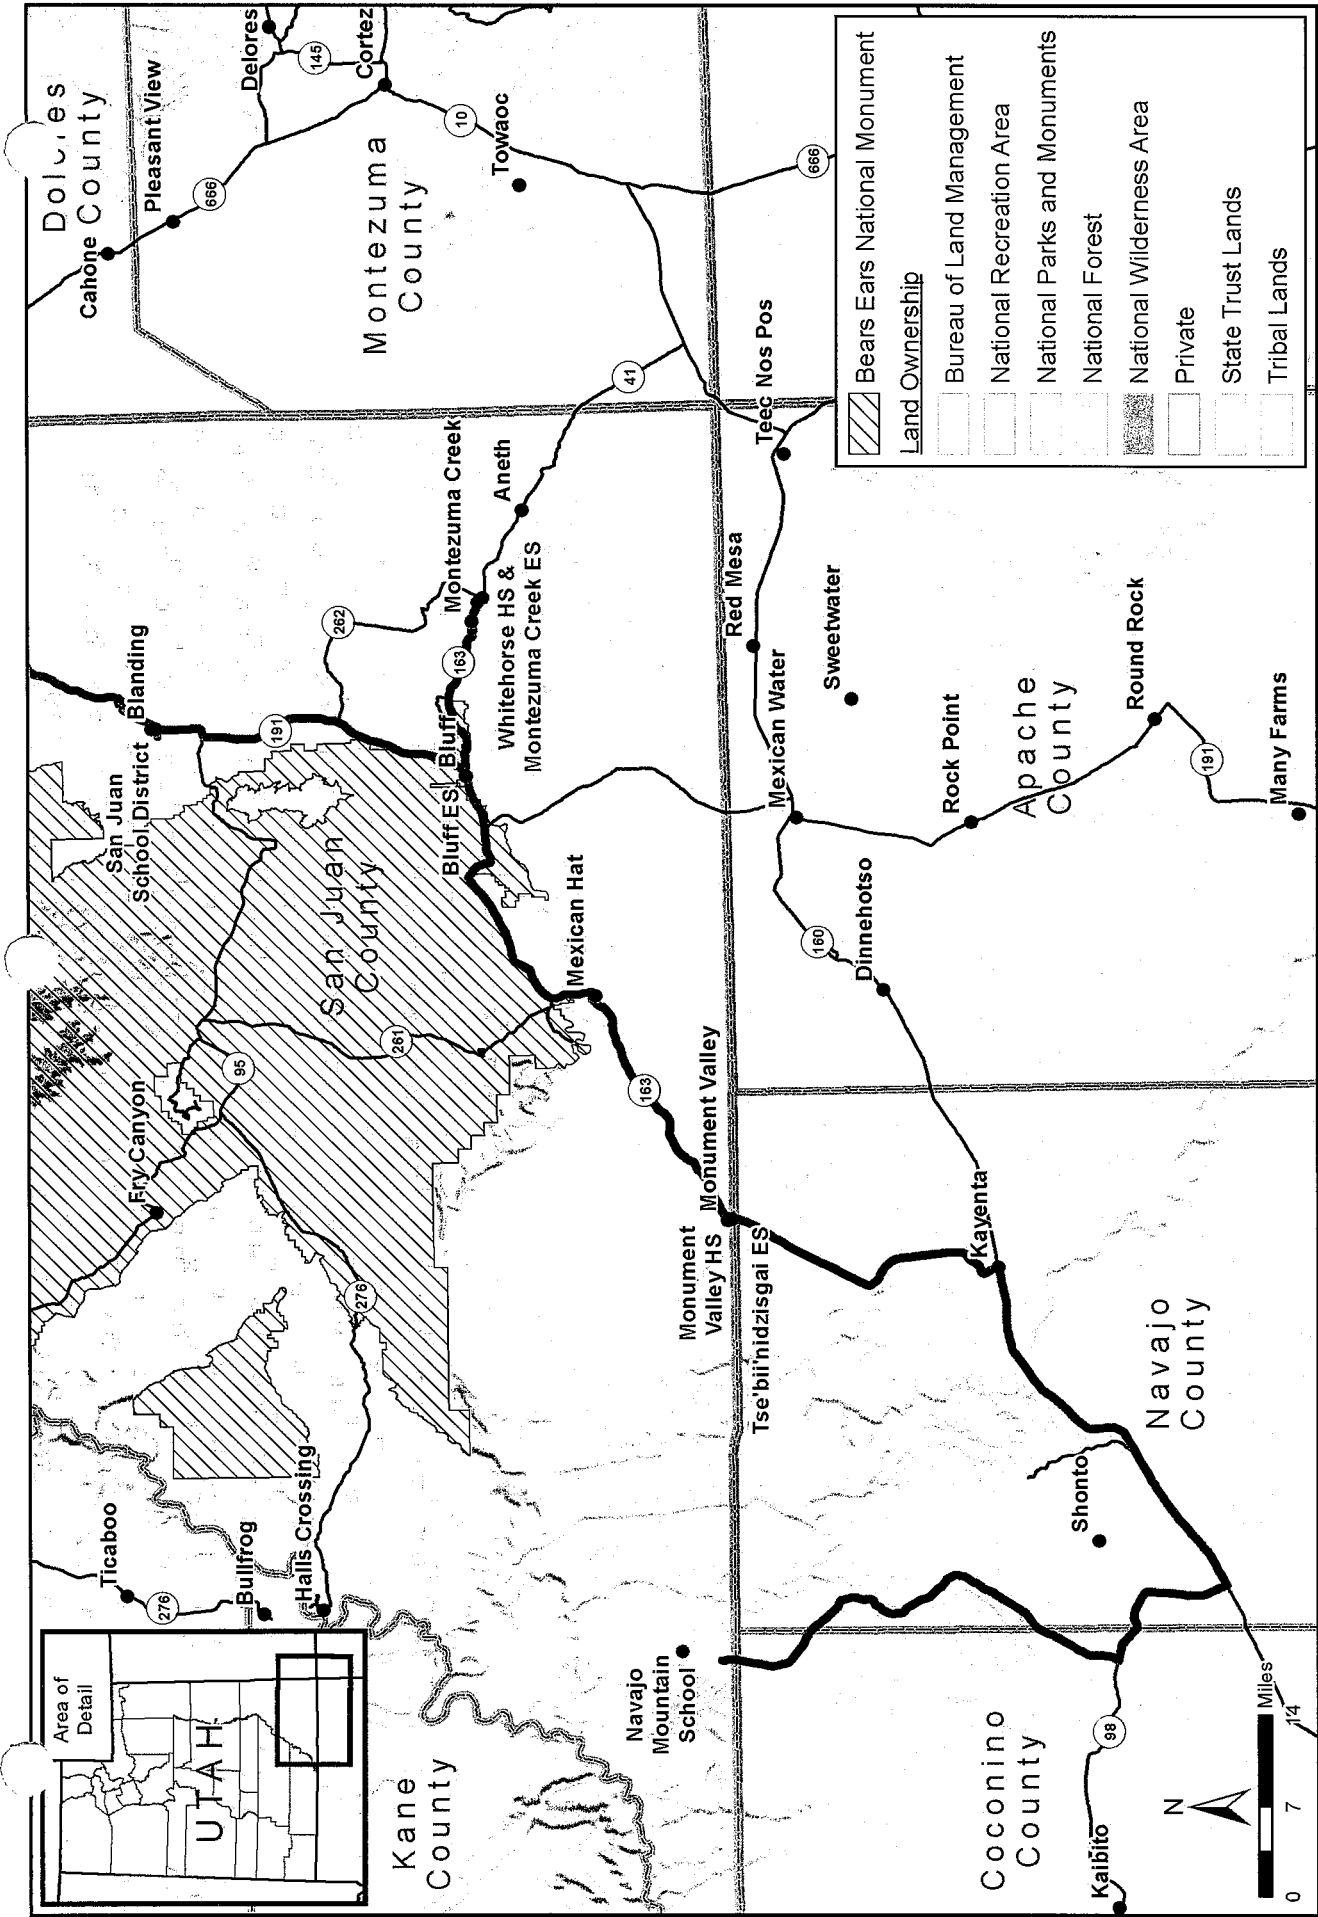 Area of
Detail
UTAH
Ticaboo
276
Bullfrog
Halls Crossing
Fry Canyon
95
276
261
San Juan
County
San Juan
School District
Blanding
191
262
Cahone
Dolores
County
Pleasant View
666
Delores
145
Cortez
Montezuma
County
10
Towaoc
Kane
County
Bluff ES
Bluff
163
Montezuma Creek
Whitehorse HS &
Montezuma Creek ES
Aneth
41
Mexican Hat
163
Navajo
Mountain
School
Monument
Valley HS
Monument Valley
Tse'bii'nidzisgai ES
Red Mesa
Teec Nos Pos
666
Mexican Water
Sweetwater
160
Dinnehotso
Kayenta
Rock Point
Apache
County
Round Rock
191
Many Farms
Navajo
County
Shonto
Coconino
County
98
Kaibito
N
0 7 14
Miles
Bears Ears National Monument
Land Ownership
Bureau of Land Management
National Recreation Area
National Parks and Monuments
National Forest
National Wilderness Area
Private
State Trust Lands
Tribal Lands